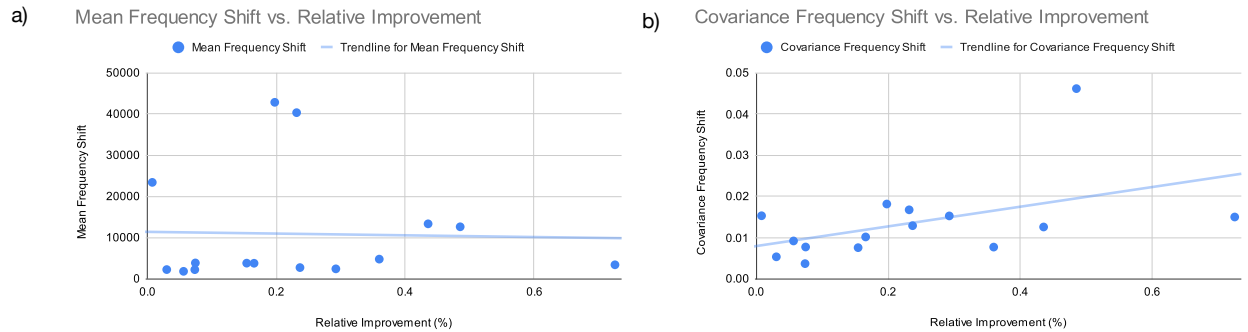 a)
Mean Frequency Shift vs. Relative Improvement
Mean Frequency Shift
Trendline for Mean Frequency Shift
50000
40000
30000
20000
10000
0
Mean Frequency Shift
0.0
0.2
0.4
0.6
Relative Improvement (%)
b)
Covariance Frequency Shift vs. Relative Improvement
Covariance Frequency Shift
Trendline for Covariance Frequency Shift
0.05
0.04
0.03
0.02
0.01
0.00
Covariance Frequency Shift
0.0
0.2
0.4
0.6
Relative Improvement (%)